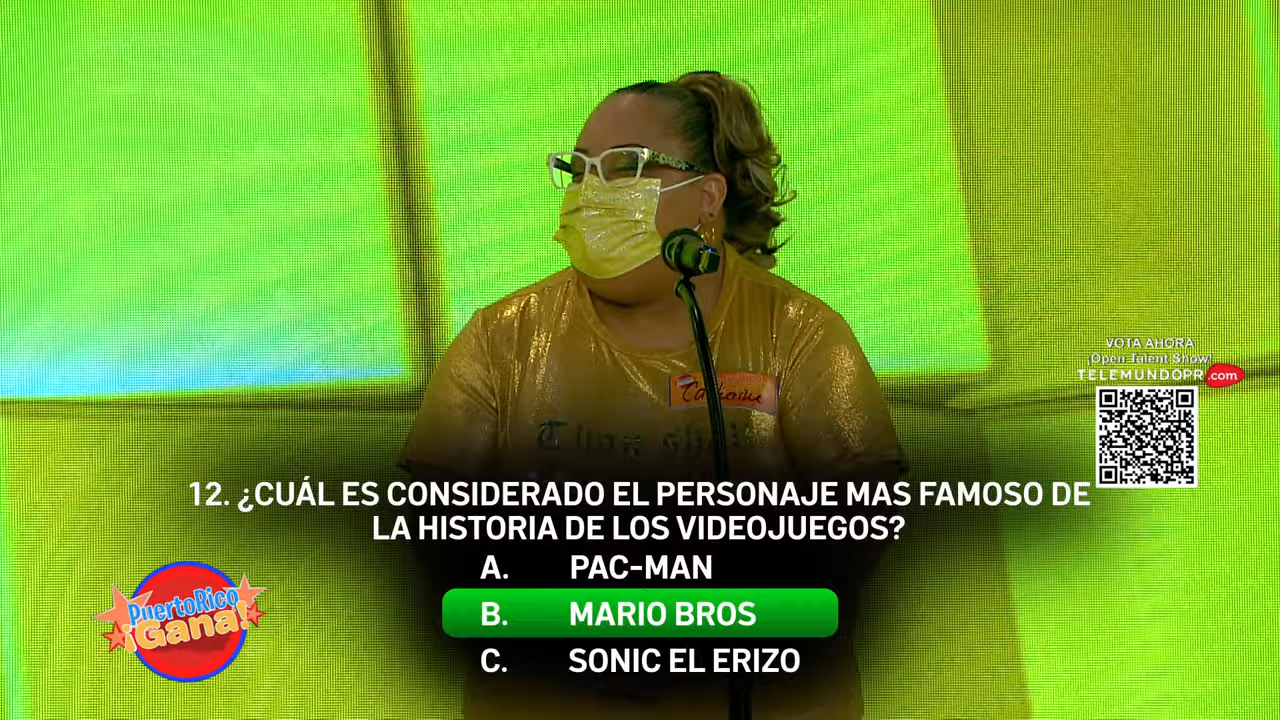 VOTA AHORA
¡Open Talent Show!
TELEMUNDOPR.com
Catherine
12. ¿CUÁL ES CONSIDERADO EL PERSONAJE MAS FAMOSO DE
LA HISTORIA DE LOS VIDEOJUEGOS?
A. PAC-MAN
B. MARIO BROS
C. SONIC EL ERIZO
PuertoRico
¡Gana!